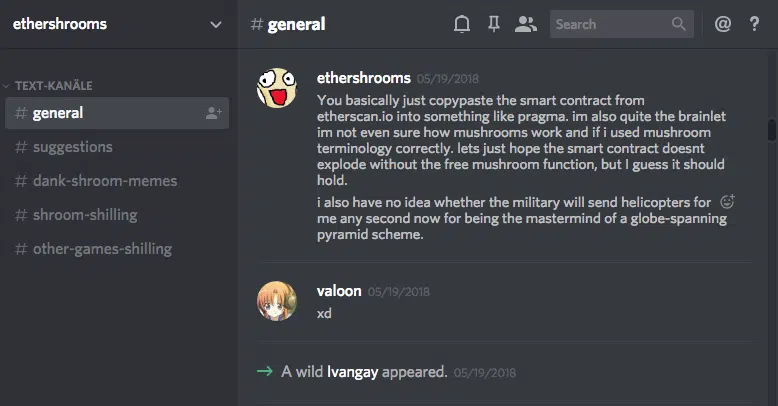 ethershrooms
# general
Search
@ ?
TEXT-KANÄLE
# general
# suggestions
# dank-shroom-memes
# shroom-shilling
# other-games-shilling
ethershrooms 05/19/2018
You basically just copypaste the smart contract from
etherscan.io into something like pragma. im also quite the brainlet
im not even sure how mushrooms work and if i used mushroom
terminology correctly. lets just hope the smart contract doesnt
explode without the free mushroom function, but I guess it should
hold.
i also have no idea whether the military will send helicopters for
me any second now for being the mastermind of a globe-spanning
pyramid scheme.
valoon 05/19/2018
xd
A wild Ivangay appeared. 05/19/2018